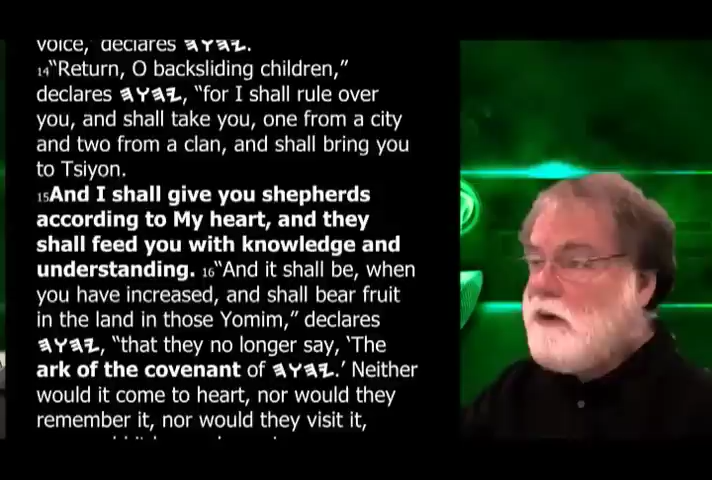 voice,’ declares 𐤉𐤄𐤅𐤄.
14“Return, O backsliding children,”
declares 𐤉𐤄𐤅𐤄, “for I shall rule over
you, and shall take you, one from a city
and two from a clan, and shall bring you
to Tsiyon.
15And I shall give you shepherds
according to My heart, and they
shall feed you with knowledge and
understanding. 16“And it shall be, when
you have increased, and shall bear fruit
in the land in those Yomim,” declares
𐤉𐤄𐤅𐤄, “that they no longer say, ‘The
ark of the covenant of 𐤉𐤄𐤅𐤄.’ Neither
would it come to heart, nor would they
remember it, nor would they visit it,